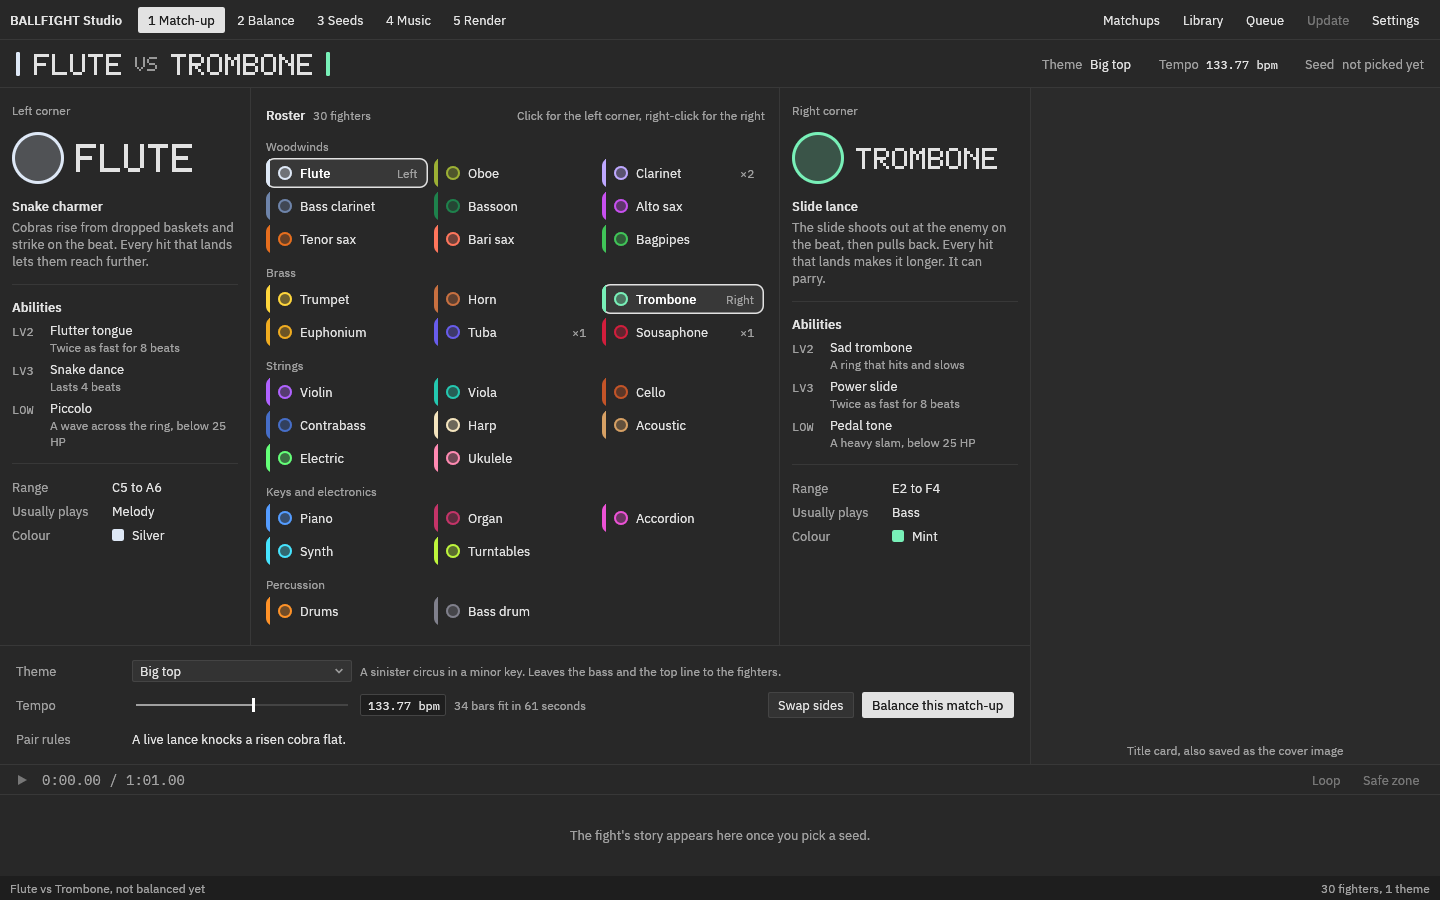 BALLFIGHT Studio 1 Match-up 2 Balance 3 Seeds 4 Music 5 Render Matchups Library Queue Update Settings
FLUTE VS TROMBONE Theme Big top Tempo 133.77 bpm Seed not picked yet
Left corner
FLUTE
Snake charmer
Cobras rise from dropped baskets and
strike on the beat. Every hit that lands
lets them reach further.
Abilities
LV2 Flutter tongue
Twice as fast for 8 beats
LV3 Snake dance
Lasts 4 beats
LOW Piccolo
A wave across the ring, below 25
HP
Range C5 to A6
Usually plays Melody
Colour Silver
Roster 30 fighters Click for the left corner, right-click for the right
Woodwinds
Flute Left Oboe Clarinet ×2
Bass clarinet Bassoon Alto sax
Tenor sax Bari sax Bagpipes
Brass
Trumpet Horn Trombone Right
Euphonium Tuba ×1 Sousaphone ×1
Strings
Violin Viola Cello
Contrabass Harp Acoustic
Electric Ukulele
Keys and electronics
Piano Organ Accordion
Synth Turntables
Percussion
Drums Bass drum
Right corner
TROMBONE
Slide lance
The slide shoots out at the enemy on
the beat, then pulls back. Every hit
that lands makes it longer. It can
parry.
Abilities
LV2 Sad trombone
A ring that hits and slows
LV3 Power slide
Twice as fast for 8 beats
LOW Pedal tone
A heavy slam, below 25 HP
Range E2 to F4
Usually plays Bass
Colour Mint
Theme Big top A sinister circus in a minor key. Leaves the bass and the top line to the fighters.
Tempo 133.77 bpm 34 bars fit in 61 seconds Swap sides Balance this match-up
Pair rules A live lance knocks a risen cobra flat.
Title card, also saved as the cover image
0:00.00 / 1:01.00 Loop Safe zone
The fight's story appears here once you pick a seed.
Flute vs Trombone, not balanced yet 30 fighters, 1 theme